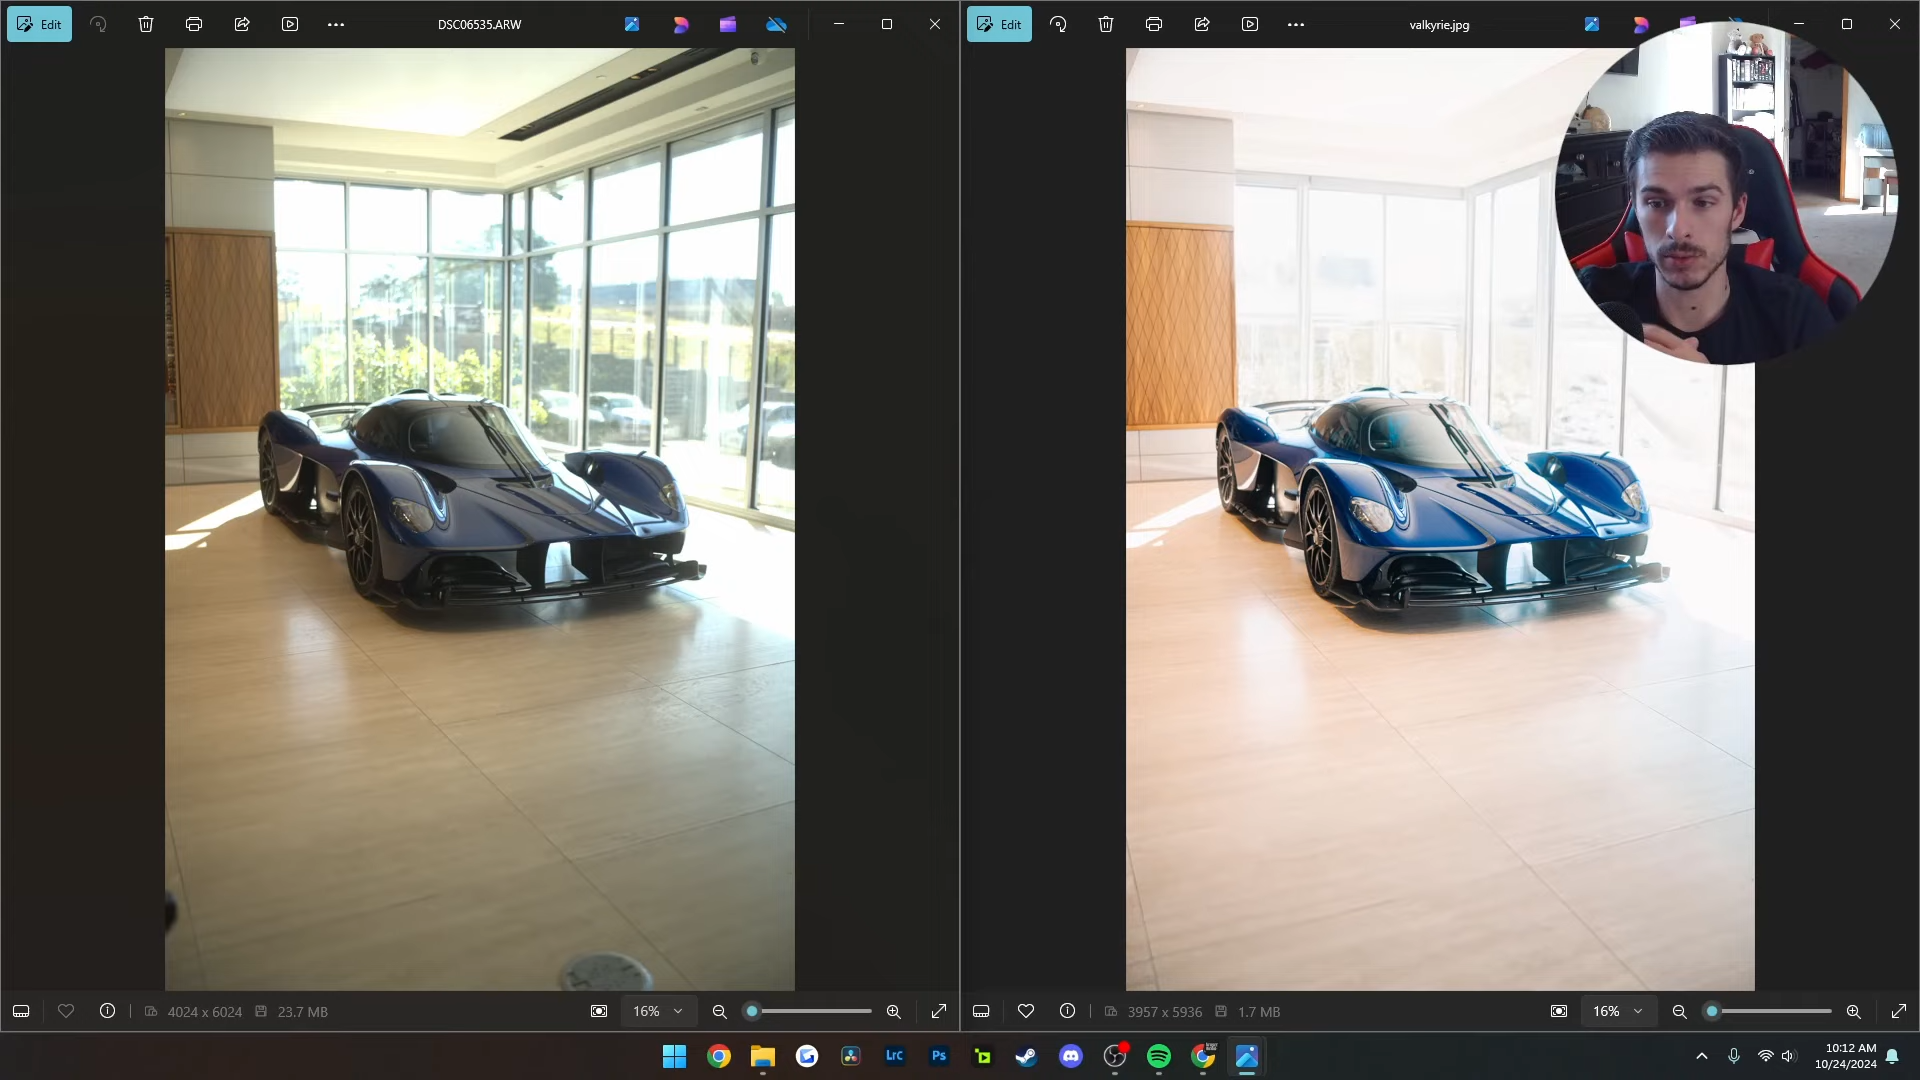 Edit
DSC06535.ARW
Edit
valkyrie.jpg
4024 x 6024
23.7 MB
16%
3957 x 5936
1.7 MB
16%
LrC
Ps
10:12 AM
10/24/2024